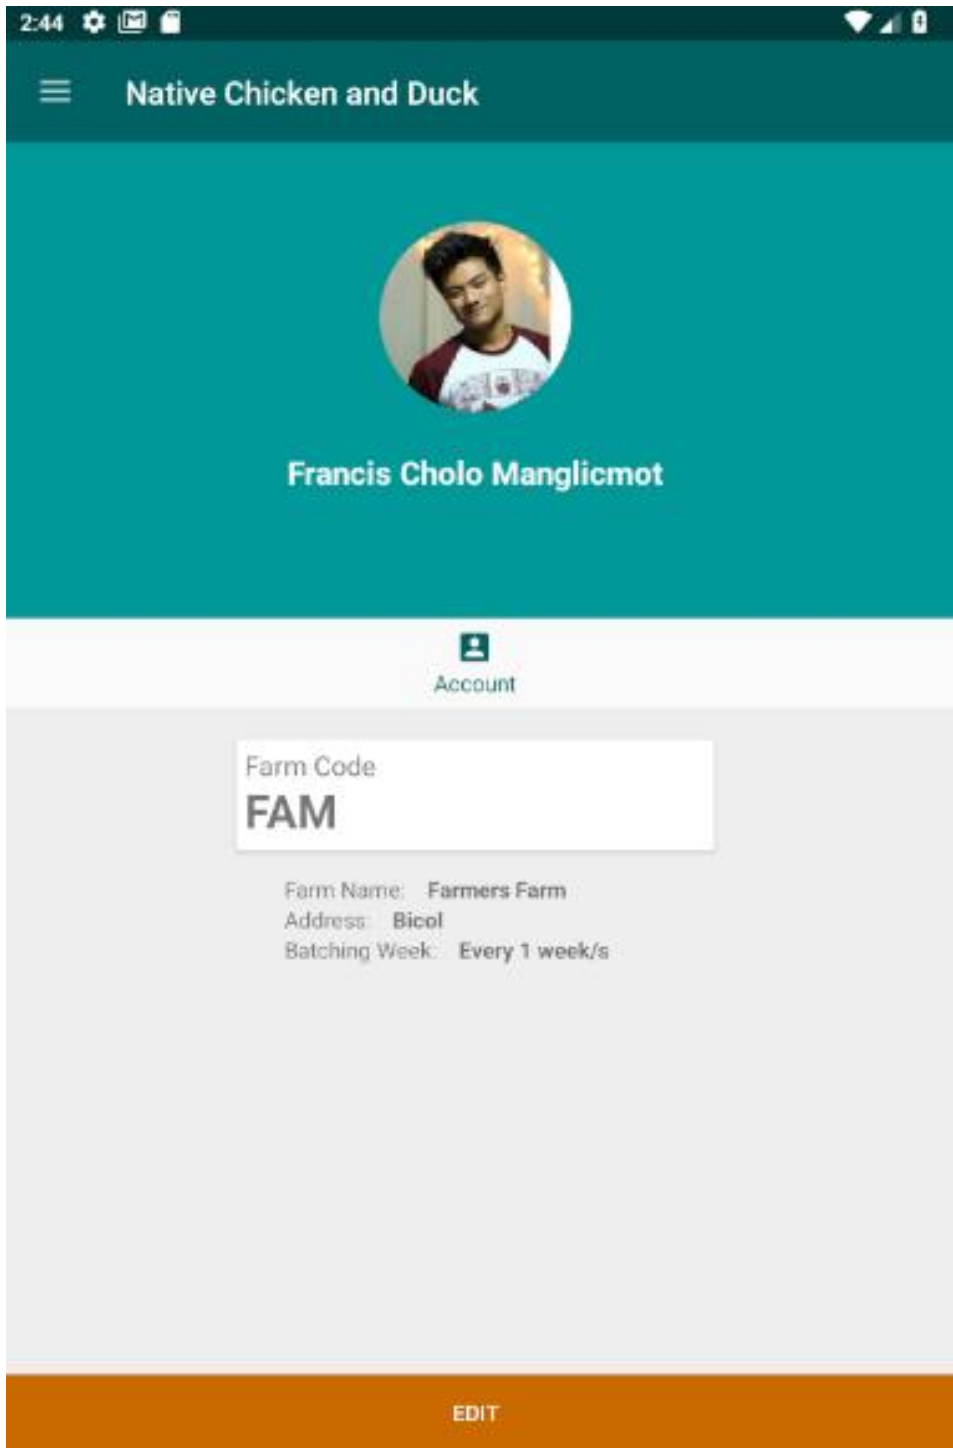 2:44
Native Chicken and Duck
Francis Cholo Manglicmot
Account
Farm Code
FAM
Farm Name: Farmers Farm
Address: Bicol
Batching Week: Every 1 week/s
EDIT